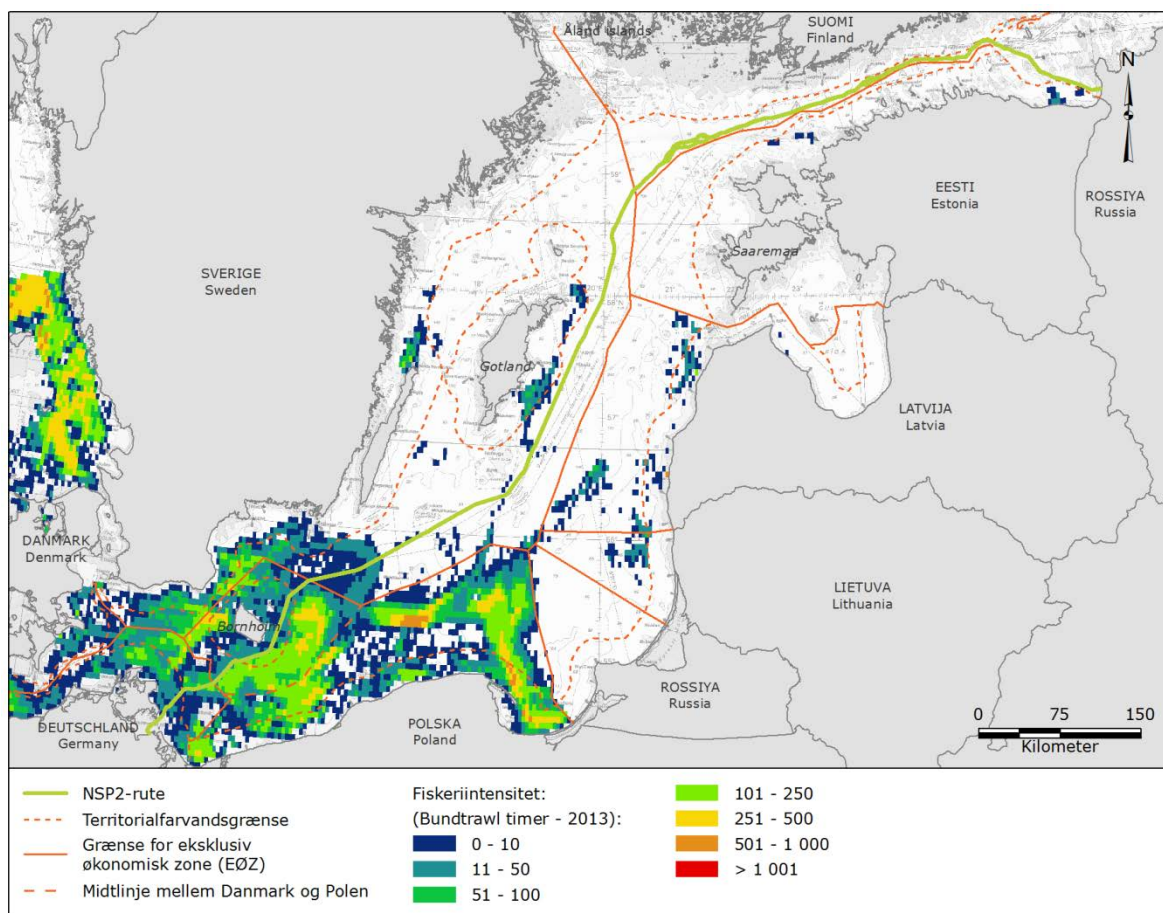 SUOMI
Finland
Åland islands
N
EESTI
Estonia
ROSSIYA
Russia
SVERIGE
Sweden
Saaremaa
Gotland
LATVIJA
Latvia
DANMARK
Denmark
LIETUVA
Lithuania
Bornholm
ROSSIYA
Russia
DEUTSCHLAND
Germany
POLSKA
Poland
0 75 150
Kilometer
NSP2-rute
Territorialfarvandsgrænse
Grænse for eksklusiv
økonomisk zone (EØZ)
Midtlinje mellem Danmark og Polen
Fiskeriintensitet:
(Bundtrawl timer - 2013):
0 - 10
11 - 50
51 - 100
101 - 250
251 - 500
501 - 1 000
> 1 001